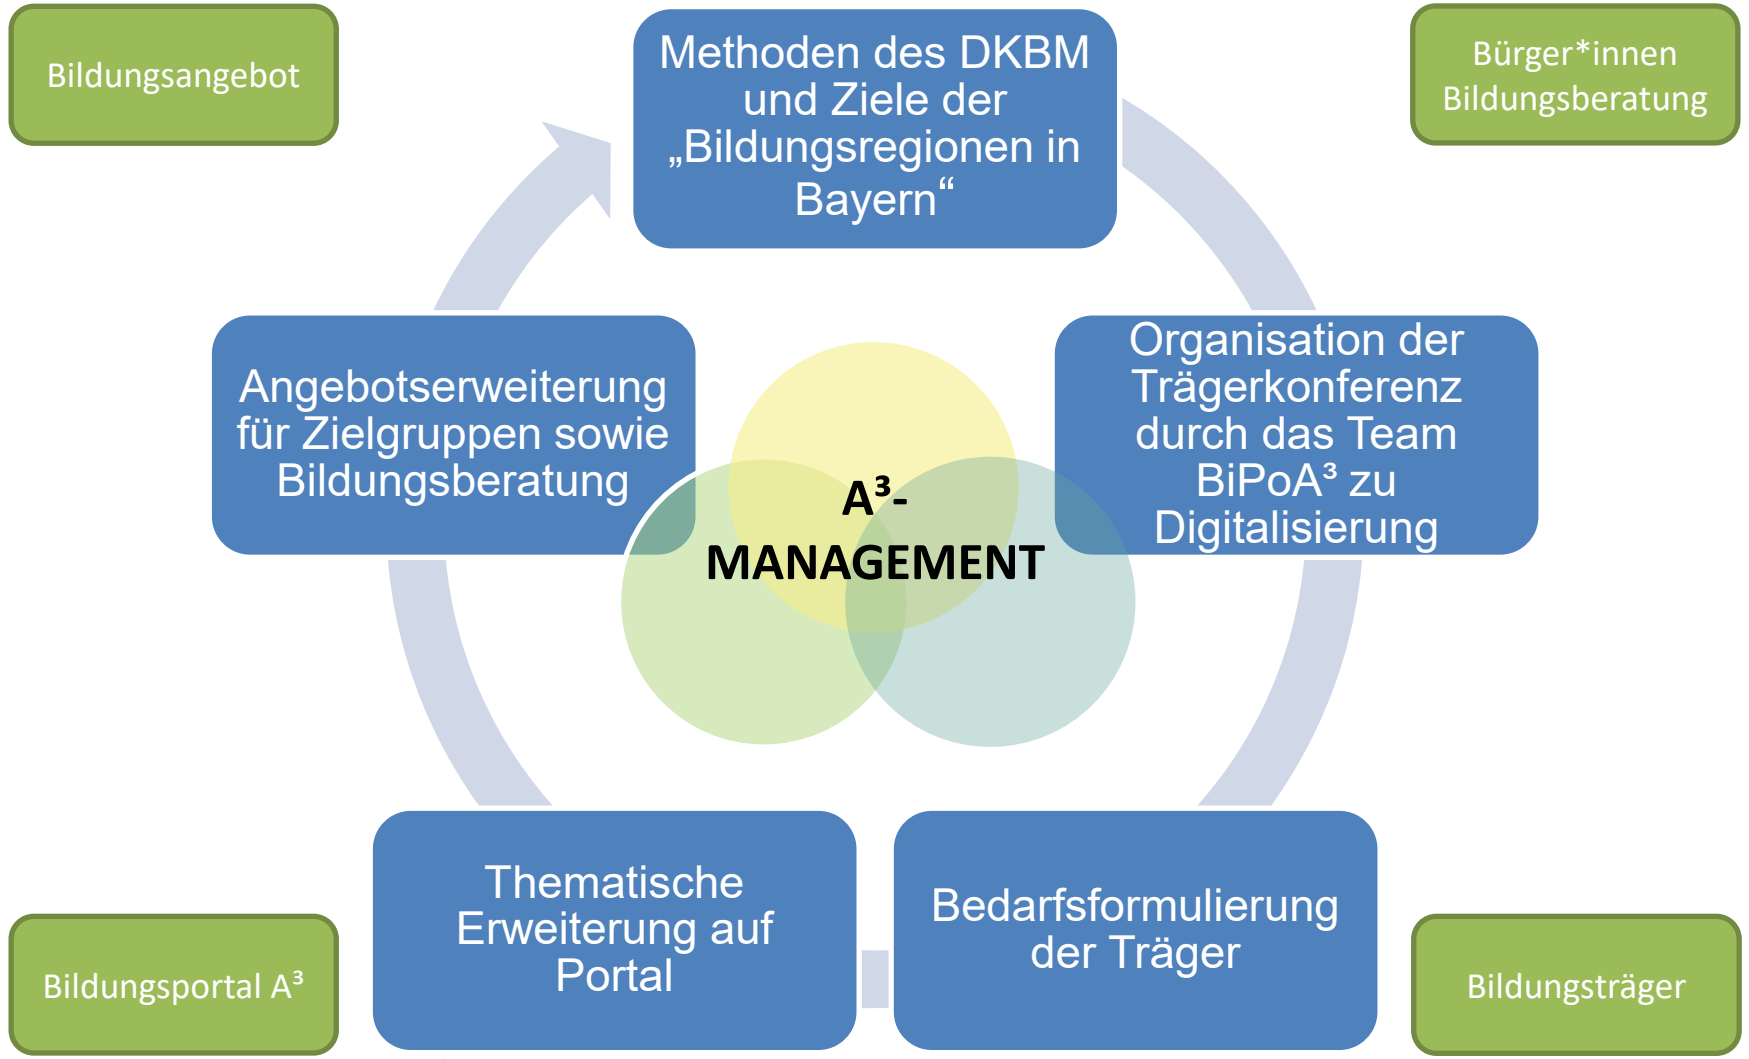 Bildungsangebot
Methoden des DKBM
und Ziele der
„Bildungsregionen in
Bayern“
Bürger*innen
Bildungsberatung
Angebotserweiterung
für Zielgruppen sowie
Bildungsberatung
A³-
MANAGEMENT
Organisation der
Trägerkonferenz
durch das Team
BiPoA³ zu
Digitalisierung
Thematische
Erweiterung auf
Portal
Bedarfsformulierung
der Träger
Bildungsportal A³
Bildungsträger